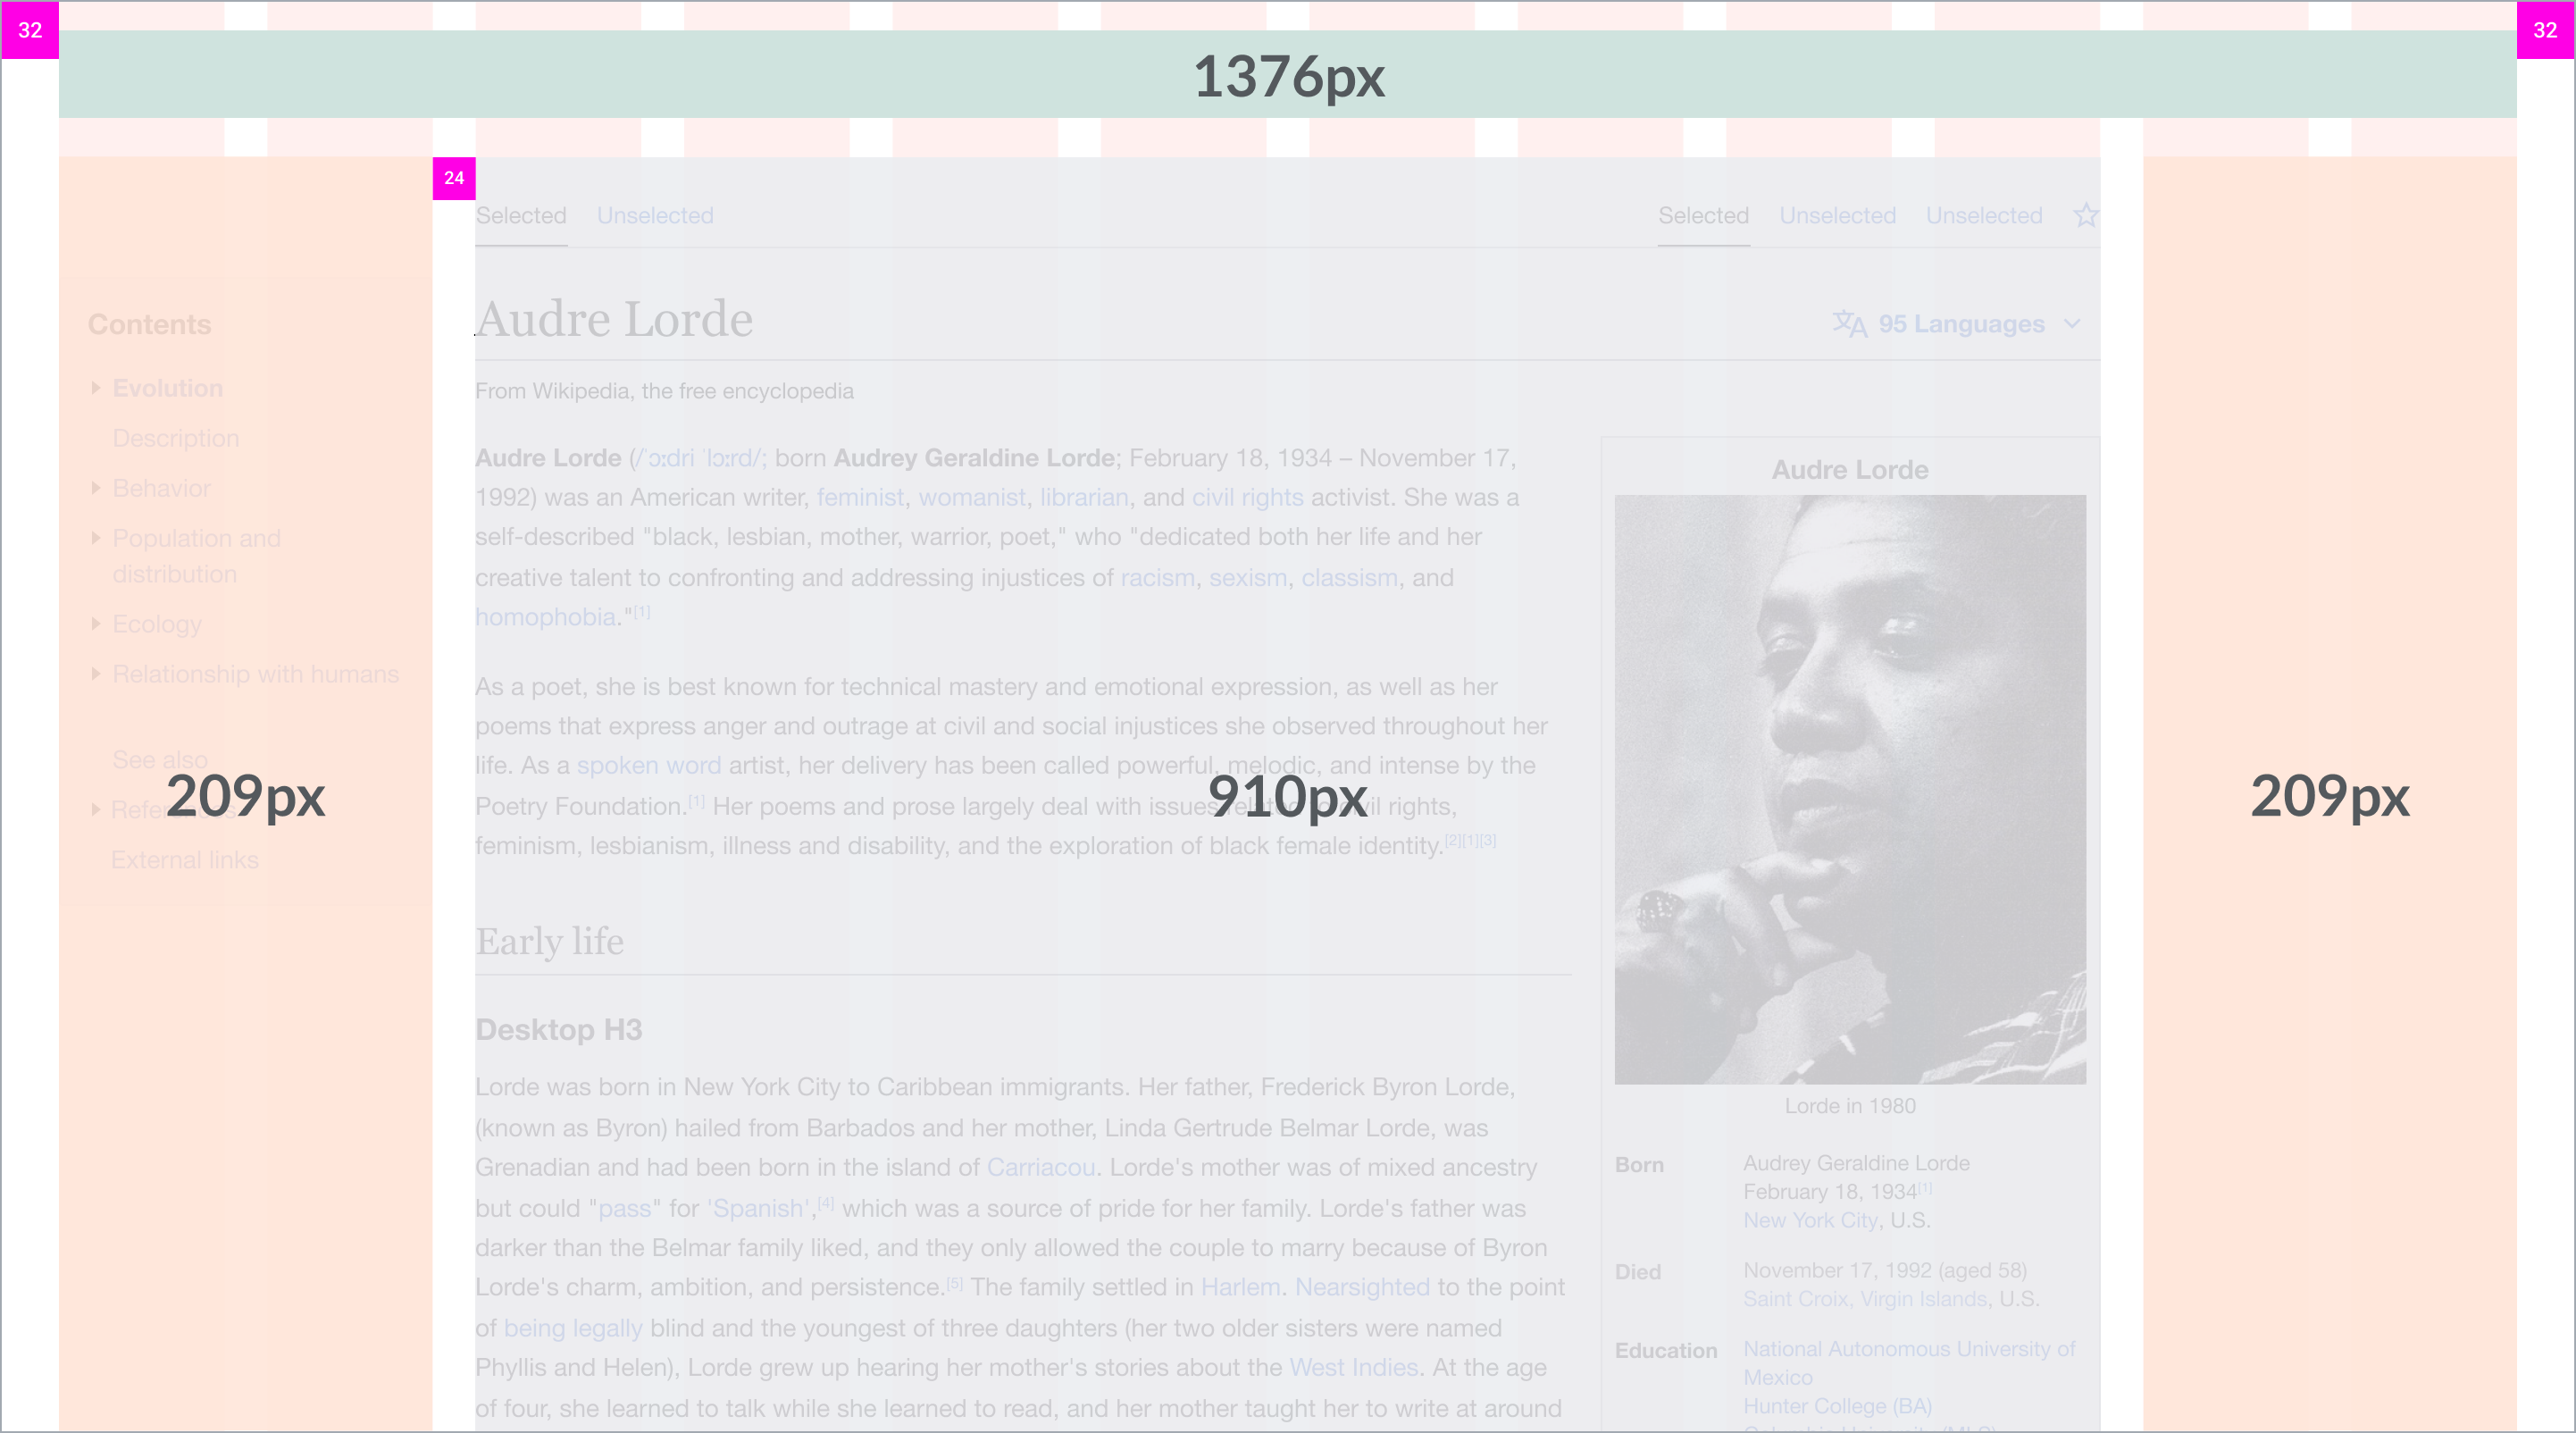 32
32
1376px
24
Selected Unselected
Selected Unselected Unselected
Contents
Evolution
Description
Behavior
Population and
distribution
Ecology
Relationship with humans
See also
References
External links
209px
Audre Lorde
95 Languages
From Wikipedia, the free encyclopedia
Audre Lorde (/ˈɔːdri ˈlɔːrd/; born Audrey Geraldine Lorde; February 18, 1934 – November 17,
1992) was an American writer, feminist, womanist, librarian, and civil rights activist. She was a
self-described "black, lesbian, mother, warrior, poet," who "dedicated both her life and her
creative talent to confronting and addressing injustices of racism, sexism, classism, and
homophobia."[1]
As a poet, she is best known for technical mastery and emotional expression, as well as her
poems that express anger and outrage at civil and social injustices she observed throughout her
life. As a spoken word artist, her delivery has been called powerful, melodic, and intense by the
Poetry Foundation.[1] Her poems and prose largely deal with issues related to civil rights,
feminism, lesbianism, illness and disability, and the exploration of black female identity.[2][1][3]
910px
Early life
Desktop H3
Lorde was born in New York City to Caribbean immigrants. Her father, Frederick Byron Lorde,
(known as Byron) hailed from Barbados and her mother, Linda Gertrude Belmar Lorde, was
Grenadian and had been born in the island of Carriacou. Lorde's mother was of mixed ancestry
but could "pass" for 'Spanish',[4] which was a source of pride for her family. Lorde's father was
darker than the Belmar family liked, and they only allowed the couple to marry because of Byron
Lorde's charm, ambition, and persistence.[5] The family settled in Harlem. Nearsighted to the point
of being legally blind and the youngest of three daughters (her two older sisters were named
Phyllis and Helen), Lorde grew up hearing her mother's stories about the West Indies. At the age
of four, she learned to talk while she learned to read, and her mother taught her to write at around
Audre Lorde
Lorde in 1980
Born Audrey Geraldine Lorde
February 18, 1934[1]
New York City, U.S.
Died November 17, 1992 (aged 58)
Saint Croix, Virgin Islands, U.S.
Education National Autonomous University of
Mexico
Hunter College (BA)
209px